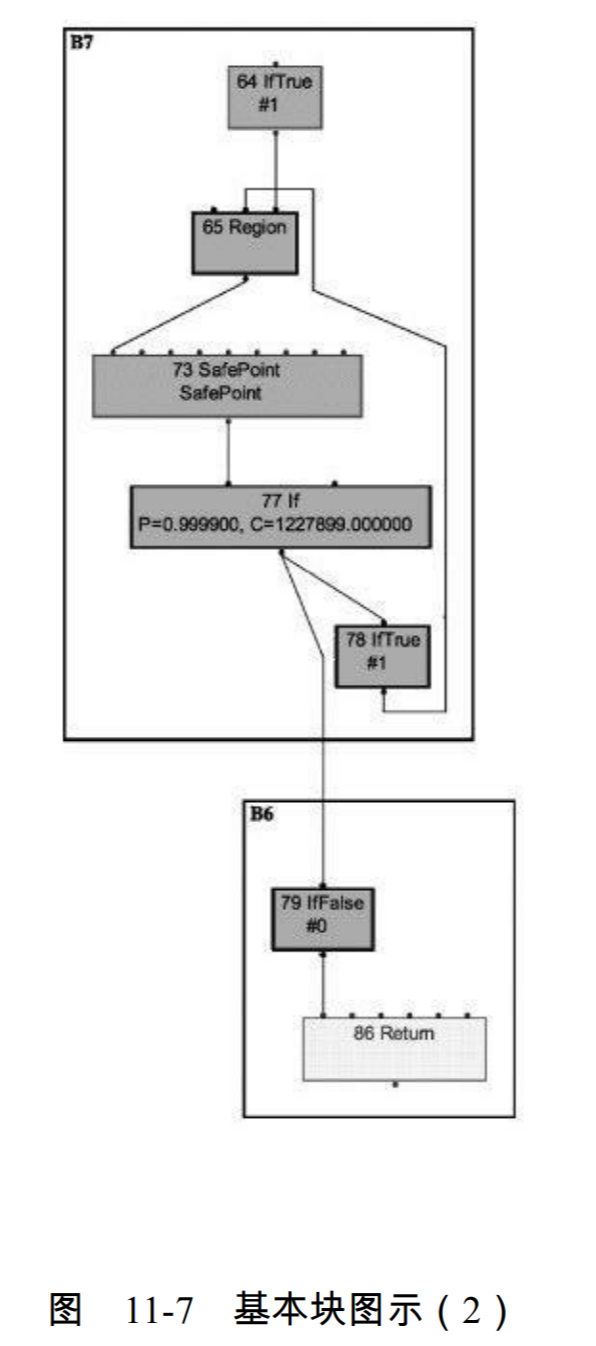 B7
64 IfTrue
#1
65 Region
73 SafePoint
SafePoint
77 If
P=0.999900, C=1227899.000000
78 IfTrue
#1
B6
79 IfFalse
#0
86 Return
图 11-7 基本块图示（2）